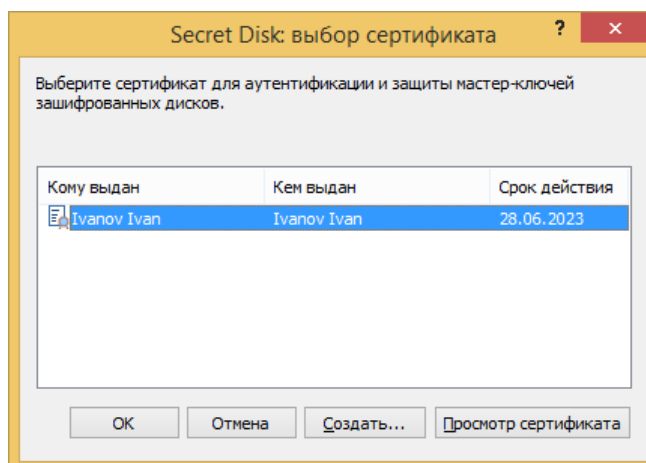 Secret Disk: выбор сертификата
?
×
Выберите сертификат для аутентификации и защиты мастер-ключей
зашифрованных дисков.
Кому выдан Кем выдан Срок действия
Ivanov Ivan Ivanov Ivan 28.06.2023
ОК Отмена Создать... Просмотр сертификата